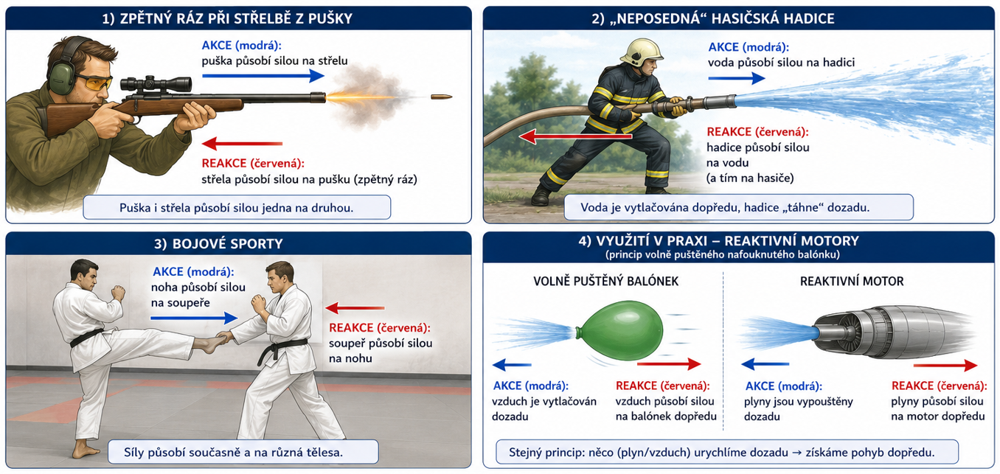 1) ZPĚTNÝ RÁZ PŘI STŘELBĚ Z PUŠKY
AKCE (modrá):
puška působí silou na střelu
REAKCE (červená):
střela působí silou na pušku (zpětný ráz)
Puška i střela působí silou jedna na druhou.
2) „NEPOSEDNÁ“ HASIČSKÁ HADICE
AKCE (modrá):
voda působí silou na hadici
REAKCE (červená):
hadice působí silou
na vodu
(a tím na hasiče)
Voda je vytlačována dopředu, hadice „táhne“ dozadu.
3) BOJOVÉ SPORTY
AKCE (modrá):
noha působí silou
na soupeře
REAKCE (červená):
soupeř působí silou
na nohu
Síly působí současně a na různá tělesa.
4) VYUŽITÍ V PRAXI – REAKTIVNÍ MOTORY
(princip volně puštěného nafouknutého balónku)
VOLNĚ PUŠTĚNÝ BALÓNEK
AKCE (modrá):
vzduch je vytlačován
dozadu
REAKCE (červená):
vzduch působí silou
na balónek dopředu
REAKTIVNÍ MOTOR
AKCE (modrá):
plyny jsou vypouštěny
dozadu
REAKCE (červená):
plyny působí silou
na motor dopředu
Stejný princip: něco (plyn/vzduch) urychlíme dozadu → získáme pohyb dopředu.